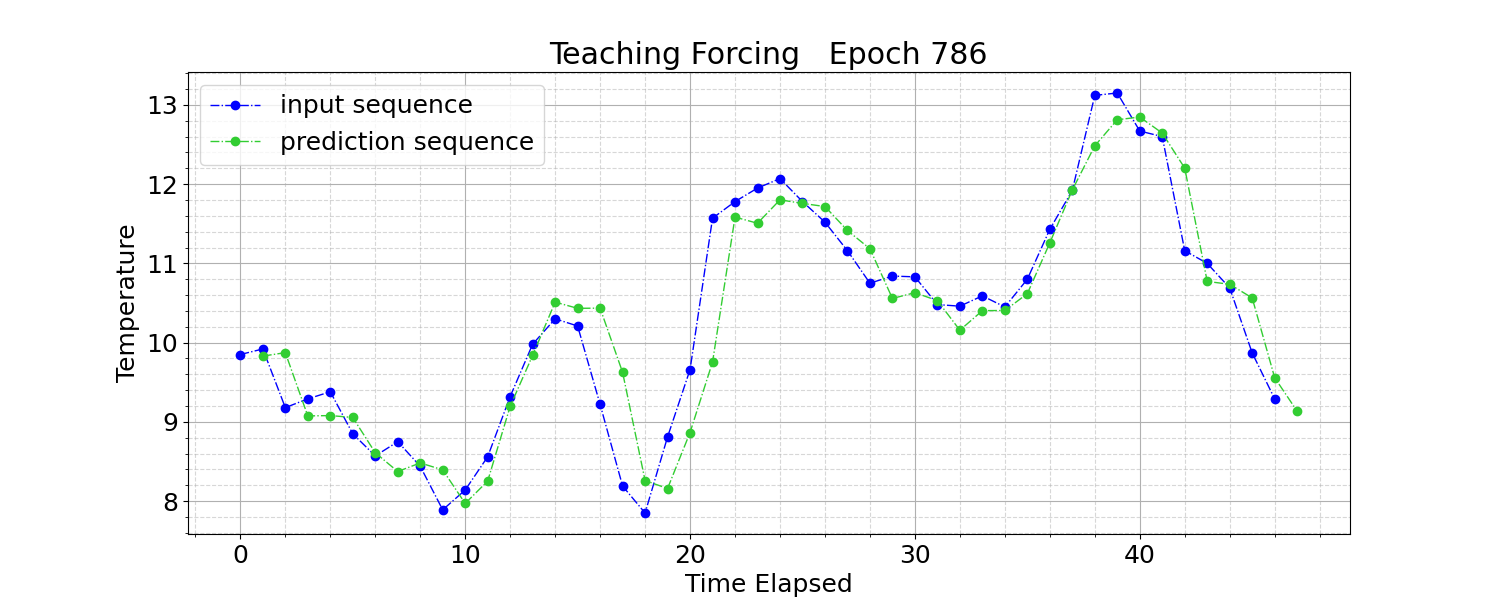 Teaching Forcing   Epoch 786
input sequence
prediction sequence
Temperature
13
12
11
10
9
8
0 10 20 30 40
Time Elapsed